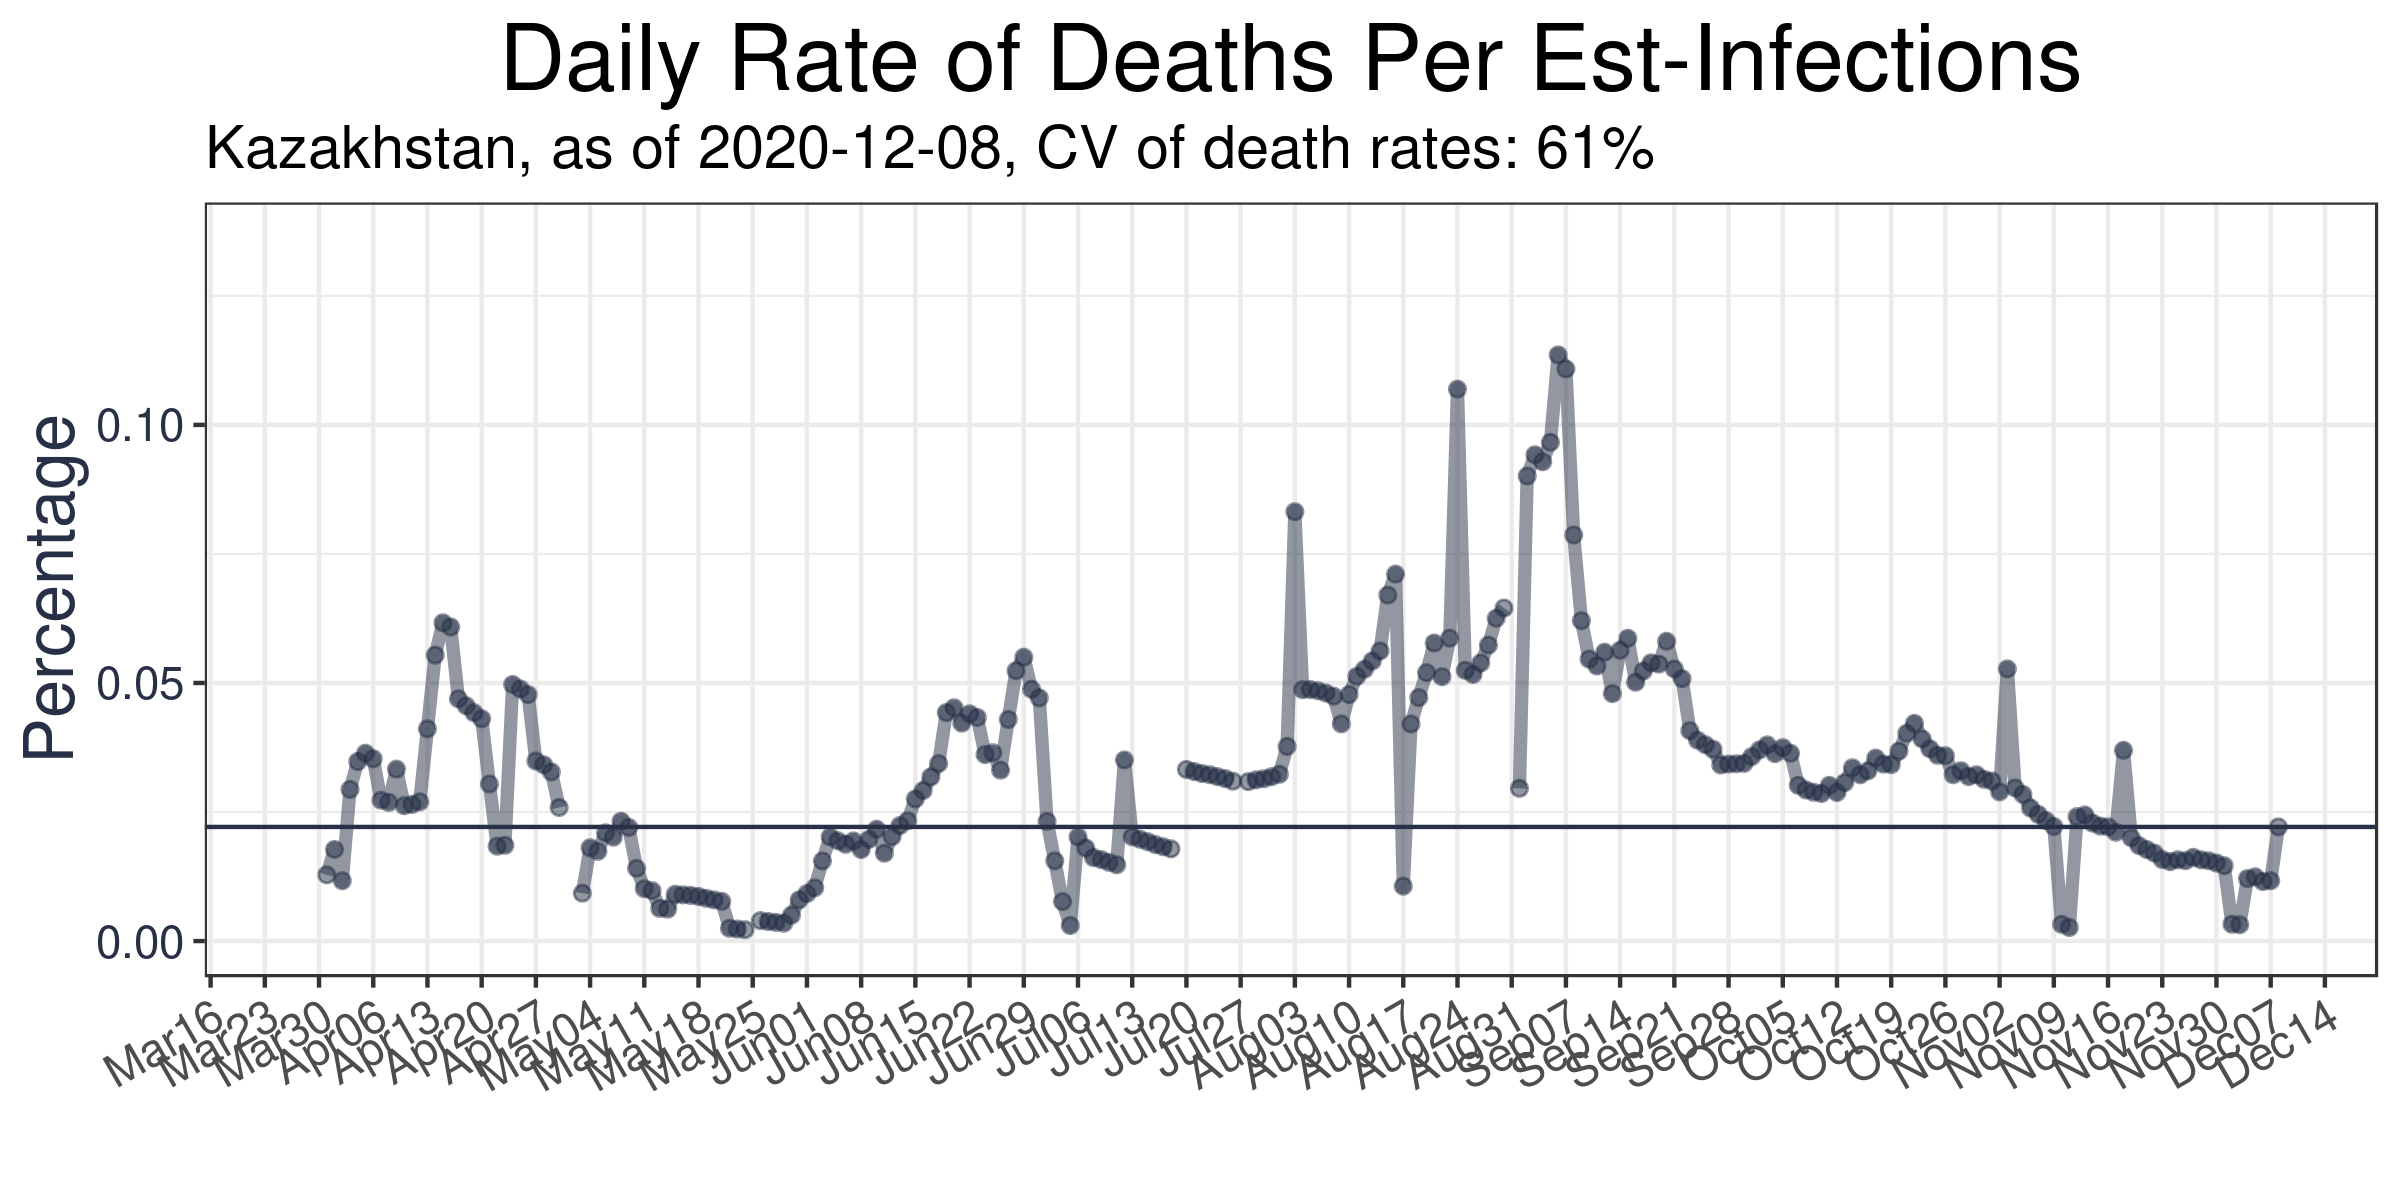 Daily Rate of Deaths Per Est-Infections
Kazakhstan, as of 2020-12-08, CV of death rates: 61%
Percentage
0.10
0.05
0.00
Mar16
Mar23
Mar30
Apr06
Apr13
Apr20
Apr27
May04
May11
May18
May25
Jun01
Jun08
Jun15
Jun22
Jun29
Jul06
Jul13
Jul20
Jul27
Aug03
Aug10
Aug17
Aug24
Aug31
Sep07
Sep14
Sep21
Sep28
Oct05
Oct12
Oct19
Oct26
Nov02
Nov09
Nov16
Nov23
Nov30
Dec07
Dec14